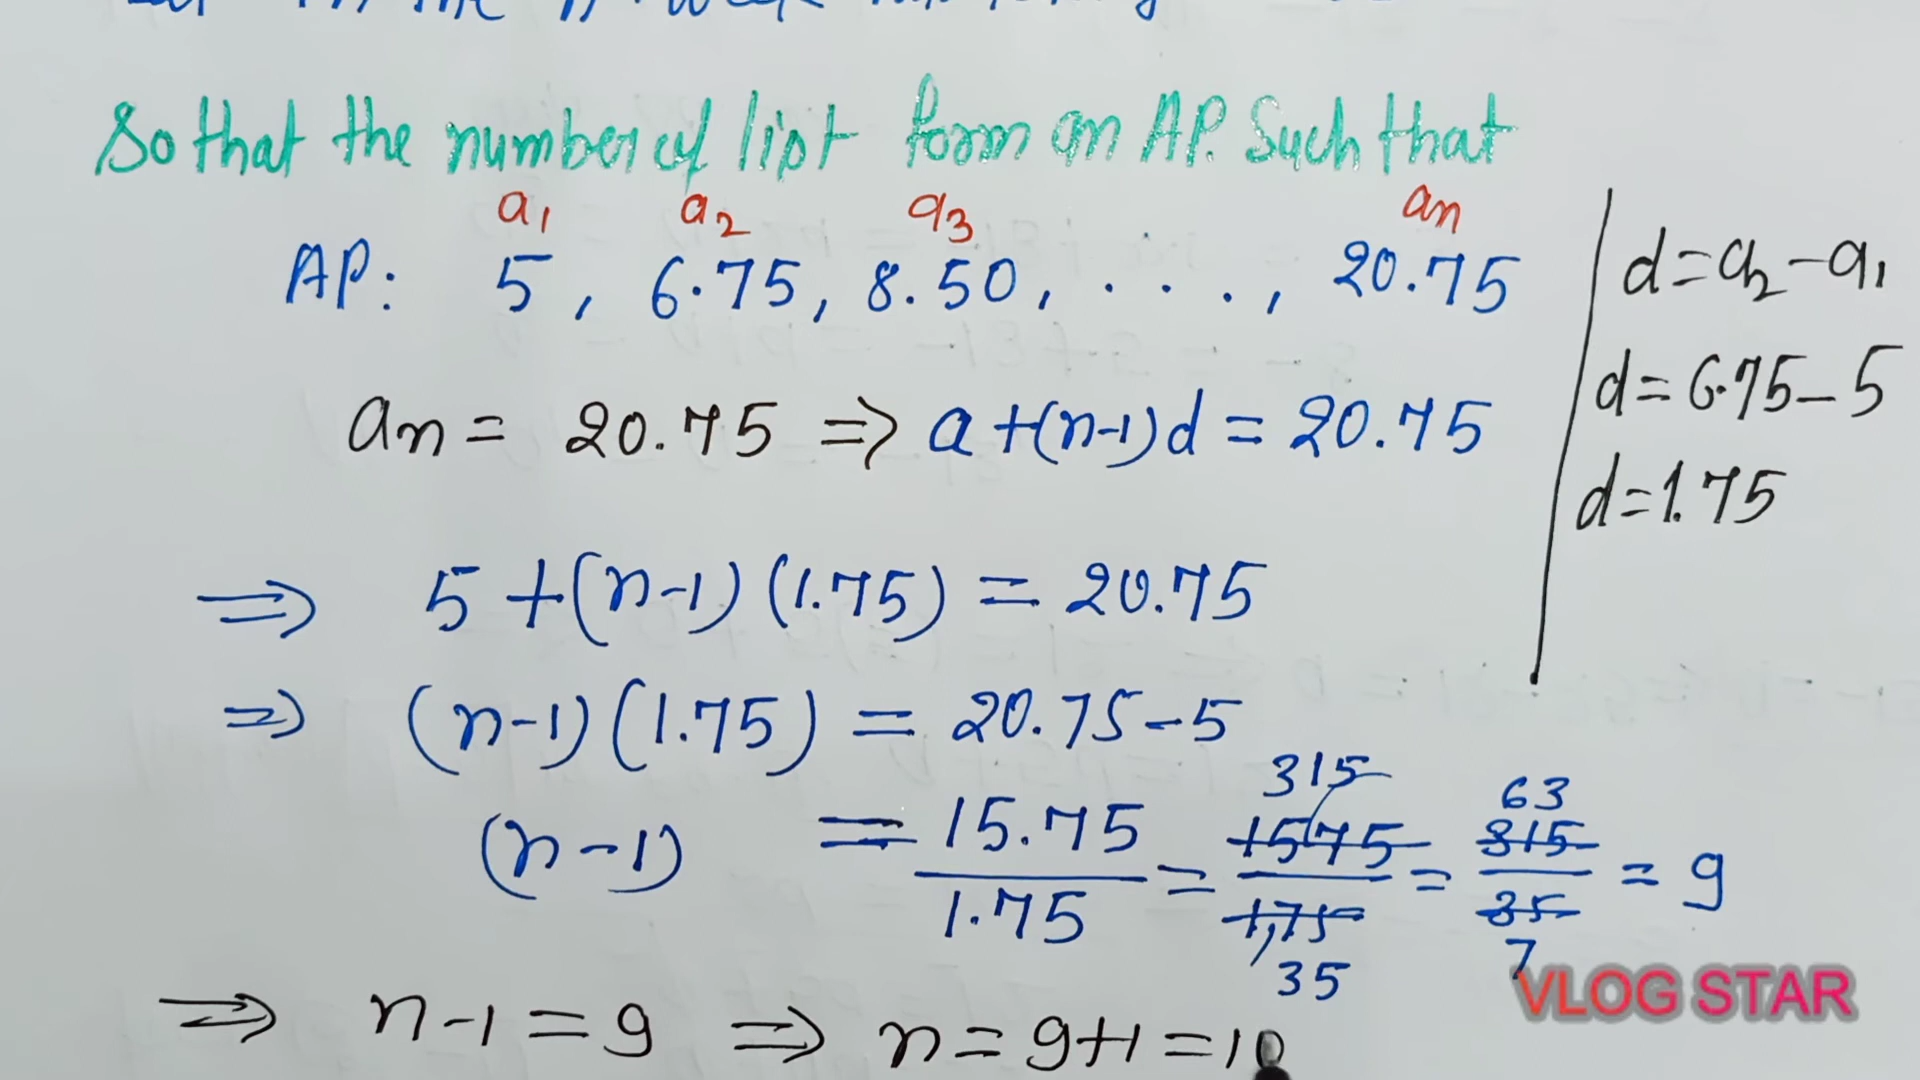 So that the number of list form an AP. Such that
a1 a2 a3 an
AP: 5, 6.75, 8.50, . . . ., 20.75
an = 20.75 => a+(n-1)d = 20.75
=> 5+(n-1)(1.75) = 20.75
=> (n-1)(1.75) = 20.75-5
(n-1) = 15.75/1.75 = 1575/175 = 315/35 = 9
315
35
63
7
=> n-1=9 => n=9+1=10
d=a2-a1
d=6.75-5
d=1.75
VLOG STAR